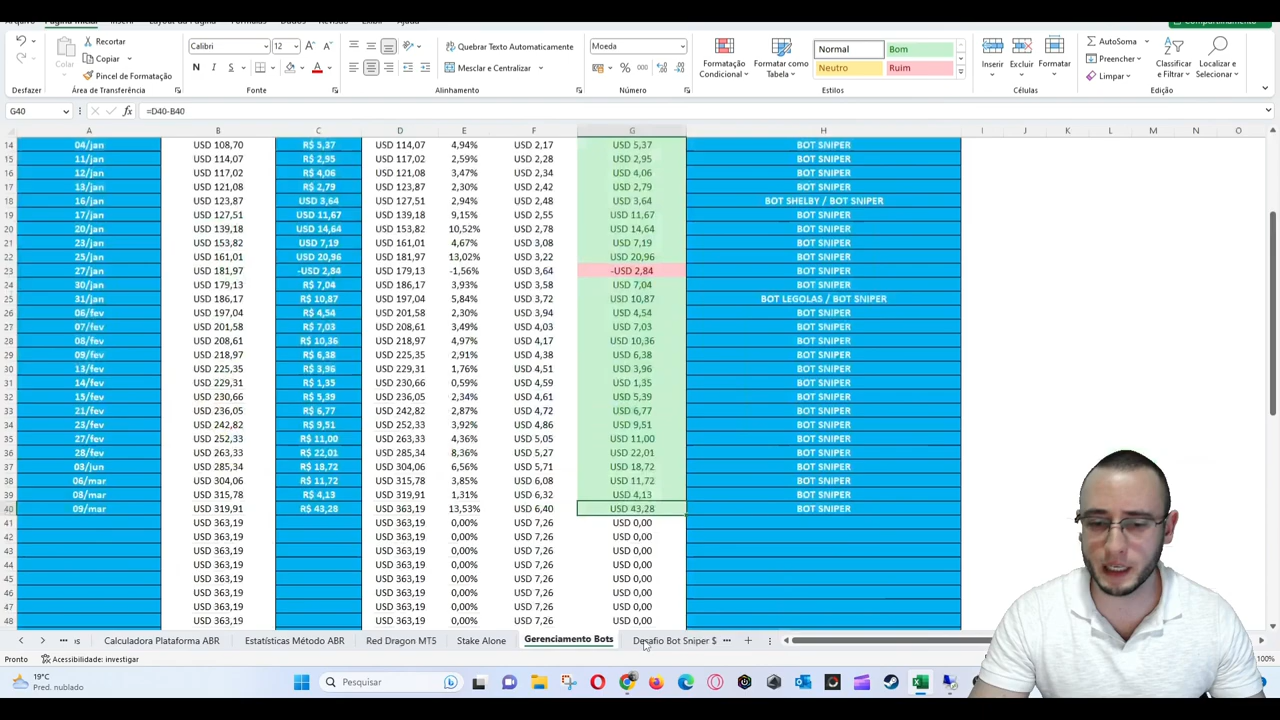 Arquivo Página Inicial Inserir Layout da Página Fórmulas Dados Revisão Exibir Ajuda
Compartilhamento
Recortar
Copiar
Pincel de Formatação
Colar
Desfazer
Área de Transferência
Calibri 12
N I S
Fonte
Quebrar Texto Automaticamente
Mesclar e Centralizar
Alinhamento
Moeda
% 000
Número
Formatação Condicional
Formatar como Tabela
Normal Bom
Neutro Ruim
Estilos
Inserir Excluir Formatar
Células
AutoSoma
Preencher
Limpar
Classificar e Filtrar
Localizar e Selecionar
Edição
G40 fx =D40-B40
A B C D E F G H I J K L M N O
14 04/jan USD 108,70 R$ 5,37 USD 114,07 4,94% USD 2,17 USD 5,37 BOT SNIPER
15 11/jan USD 114,07 R$ 2,95 USD 117,02 2,59% USD 2,28 USD 2,95 BOT SNIPER
16 12/jan USD 117,02 R$ 4,06 USD 121,08 3,47% USD 2,34 USD 4,06 BOT SNIPER
17 13/jan USD 121,08 R$ 2,79 USD 123,87 2,30% USD 2,42 USD 2,79 BOT SNIPER
18 16/jan USD 123,87 USD 3,64 USD 127,51 2,94% USD 2,48 USD 3,64 BOT SHELBY / BOT SNIPER
19 17/jan USD 127,51 USD 11,67 USD 139,18 9,15% USD 2,55 USD 11,67 BOT SNIPER
20 20/jan USD 139,18 USD 14,64 USD 153,82 10,52% USD 2,78 USD 14,64 BOT SNIPER
21 23/jan USD 153,82 USD 7,19 USD 161,01 4,67% USD 3,08 USD 7,19 BOT SNIPER
22 25/jan USD 161,01 USD 20,96 USD 181,97 13,02% USD 3,22 USD 20,96 BOT SNIPER
23 27/jan USD 181,97 -USD 2,84 USD 179,13 -1,56% USD 3,64 -USD 2,84 BOT SNIPER
24 30/jan USD 179,13 R$ 7,04 USD 186,17 3,93% USD 3,58 USD 7,04 BOT SNIPER
25 31/jan USD 186,17 R$ 10,87 USD 197,04 5,84% USD 3,72 USD 10,87 BOT LEGOLAS / BOT SNIPER
26 06/fev USD 197,04 R$ 4,54 USD 201,58 2,30% USD 3,94 USD 4,54 BOT SNIPER
27 07/fev USD 201,58 R$ 7,03 USD 208,61 3,49% USD 4,03 USD 7,03 BOT SNIPER
28 08/fev USD 208,61 R$ 10,36 USD 218,97 4,97% USD 4,17 USD 10,36 BOT SNIPER
29 09/fev USD 218,97 R$ 6,38 USD 225,35 2,91% USD 4,38 USD 6,38 BOT SNIPER
30 13/fev USD 225,35 R$ 3,96 USD 229,31 1,76% USD 4,51 USD 3,96 BOT SNIPER
31 14/fev USD 229,31 R$ 1,35 USD 230,66 0,59% USD 4,59 USD 1,35 BOT SNIPER
32 15/fev USD 230,66 R$ 5,39 USD 236,05 2,34% USD 4,61 USD 5,39 BOT SNIPER
33 21/fev USD 236,05 R$ 6,77 USD 242,82 2,87% USD 4,72 USD 6,77 BOT SNIPER
34 23/fev USD 242,82 R$ 9,51 USD 252,33 3,92% USD 4,86 USD 9,51 BOT SNIPER
35 27/fev USD 252,33 R$ 11,00 USD 263,33 4,36% USD 5,05 USD 11,00 BOT SNIPER
36 28/fev USD 263,33 R$ 22,01 USD 285,34 8,36% USD 5,27 USD 22,01 BOT SNIPER
37 03/jun USD 285,34 R$ 18,72 USD 304,06 6,56% USD 5,71 USD 18,72 BOT SNIPER
38 06/mar USD 304,06 R$ 11,72 USD 315,78 3,85% USD 6,08 USD 11,72 BOT SNIPER
39 08/mar USD 315,78 R$ 4,13 USD 319,91 1,31% USD 6,32 USD 4,13 BOT SNIPER
40 09/mar USD 319,91 R$ 43,28 USD 363,19 13,53% USD 6,40 USD 43,28 BOT SNIPER
41 USD 363,19 USD 363,19 0,00% USD 7,26 USD 0,00
42 USD 363,19 USD 363,19 0,00% USD 7,26 USD 0,00
43 USD 363,19 USD 363,19 0,00% USD 7,26 USD 0,00
44 USD 363,19 USD 363,19 0,00% USD 7,26 USD 0,00
45 USD 363,19 USD 363,19 0,00% USD 7,26 USD 0,00
46 USD 363,19 USD 363,19 0,00% USD 7,26 USD 0,00
47 USD 363,19 USD 363,19 0,00% USD 7,26 USD 0,00
48 USD 363,19 USD 363,19 0,00% USD 7,26 USD 0,00
Calculadora Plataforma ABR Estatísticas Método ABR Red Dragon MT5 Stake Alone Gerenciamento Bots Desafio Bot Sniper $
Pronto Acessibilidade: investigar 100%
19°C
Pred. nublado
Pesquisar